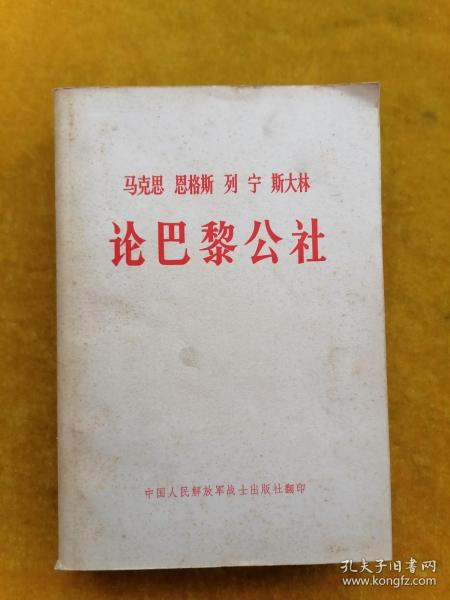 马克思 恩格斯 列宁 斯大林
论巴黎公社
中国人民解放军战士出版社翻印
孔夫子旧书网
www.kongfz.com